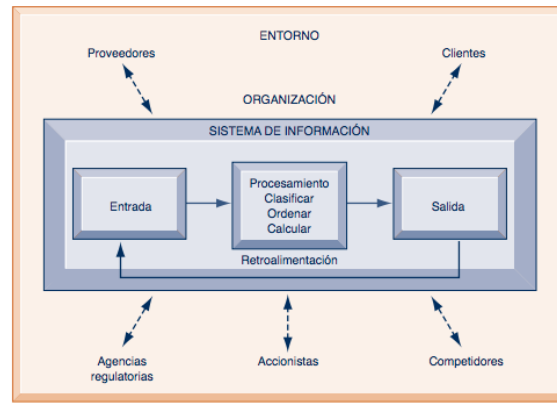 ENTORNO
Proveedores
Clientes
ORGANIZACIÓN
SISTEMA DE INFORMACIÓN
Entrada
Procesamiento
Clasificar
Ordenar
Calcular
Salida
Retroalimentación
Agencias
regulatorias
Accionistas
Competidores